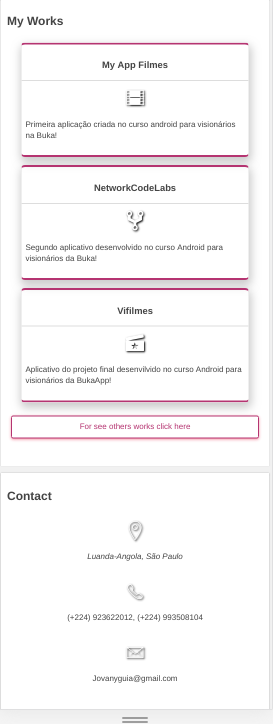 My Works
My App Filmes
Primeira aplicação criada no curso android para visionários
na Buka!
NetworkCodeLabs
Segundo aplicativo desenvolvido no curso Android para
visionários da Buka!
Vifilmes
Aplicativo do projeto final desenvilvido no curso Android para
visionários da BukaApp!
For see others works click here
Contact
Luanda-Angola, São Paulo
(+224) 923622012, (+224) 993508104
Jovanyguia@gmail.com